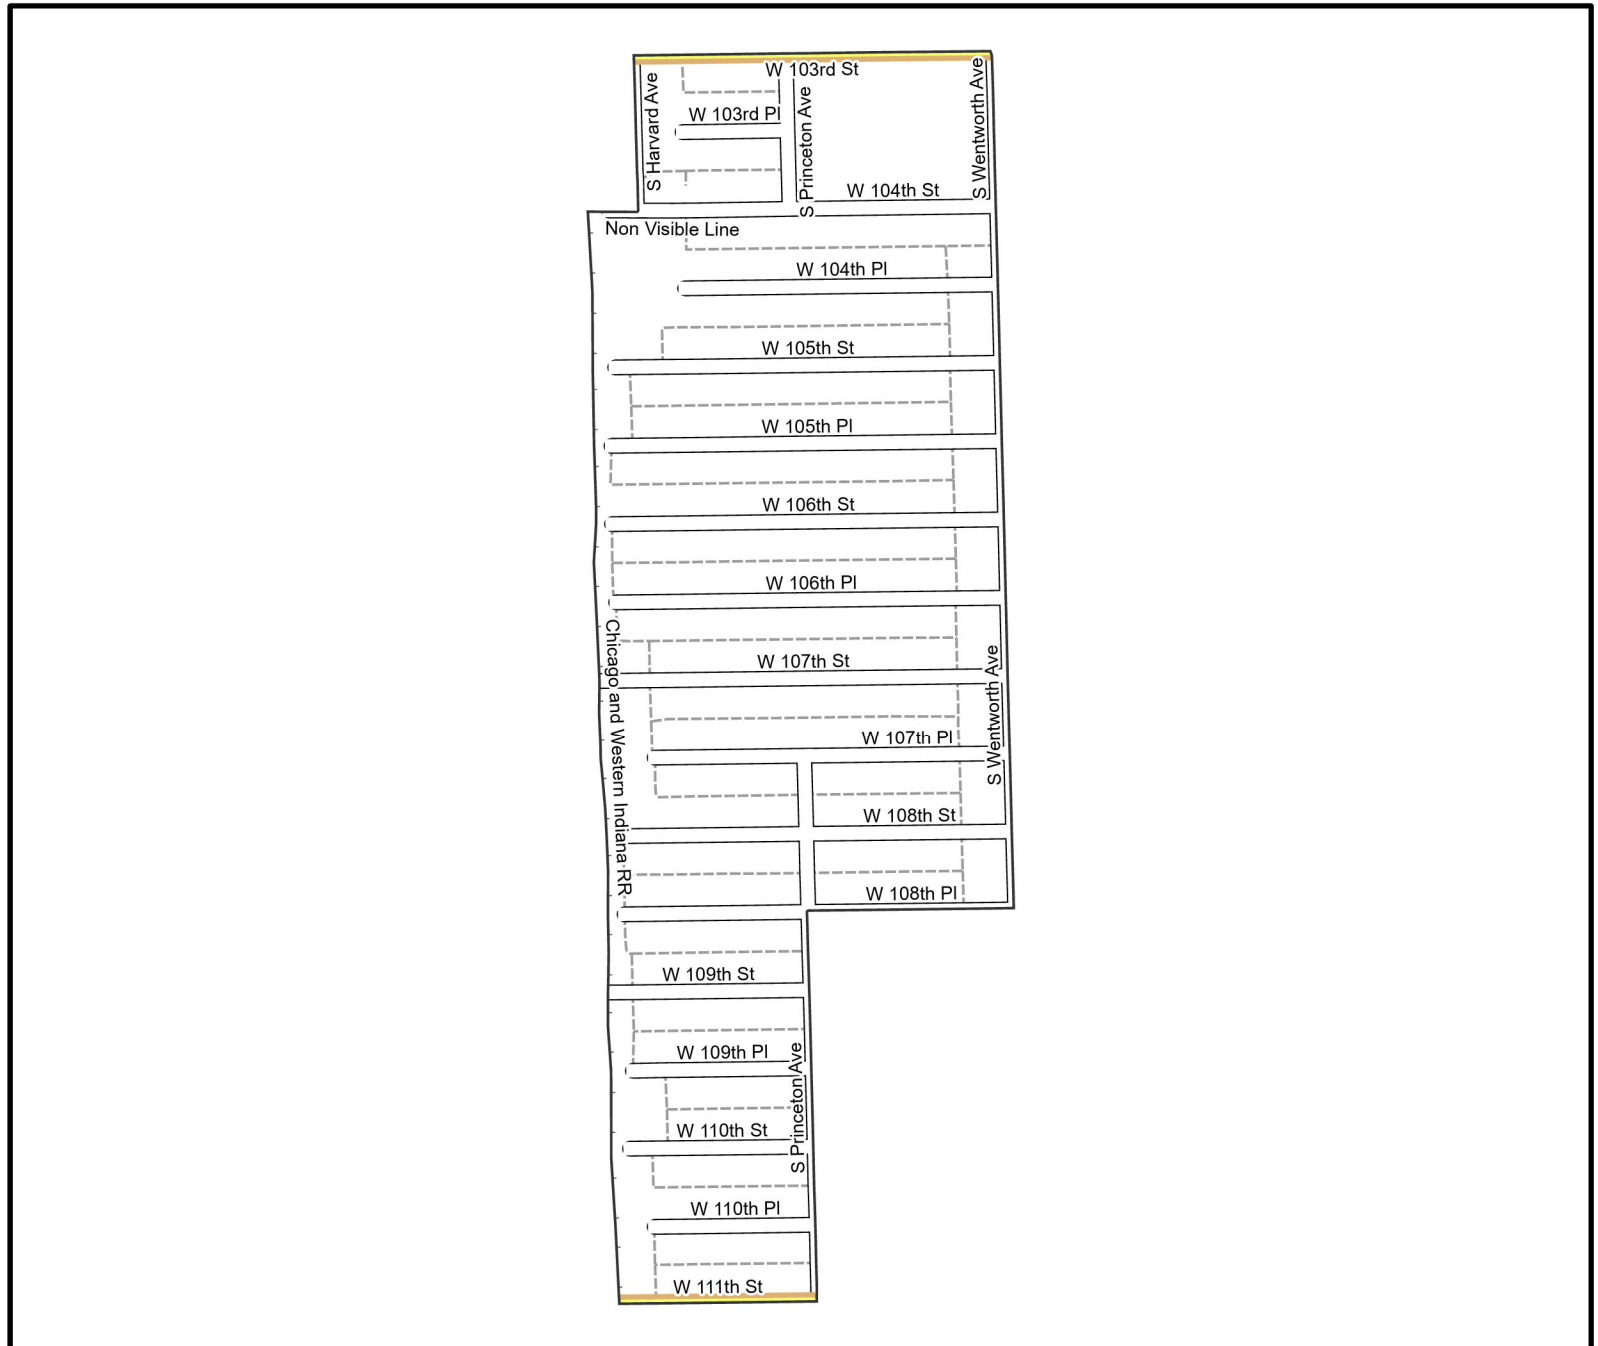 W 103rd St
S Harvard Ave
W 103rd Pl
S Princeton Ave
S Wentworth Ave
W 104th St
Non Visible Line
W 104th Pl
W 105th St
W 105th Pl
W 106th St
W 106th Pl
Chicago and Western Indiana RR
W 107th St
S Wentworth Ave
W 107th Pl
W 108th St
W 108th Pl
W 109th St
W 109th Pl
S Princeton Ave
W 110th St
W 110th Pl
W 111th St